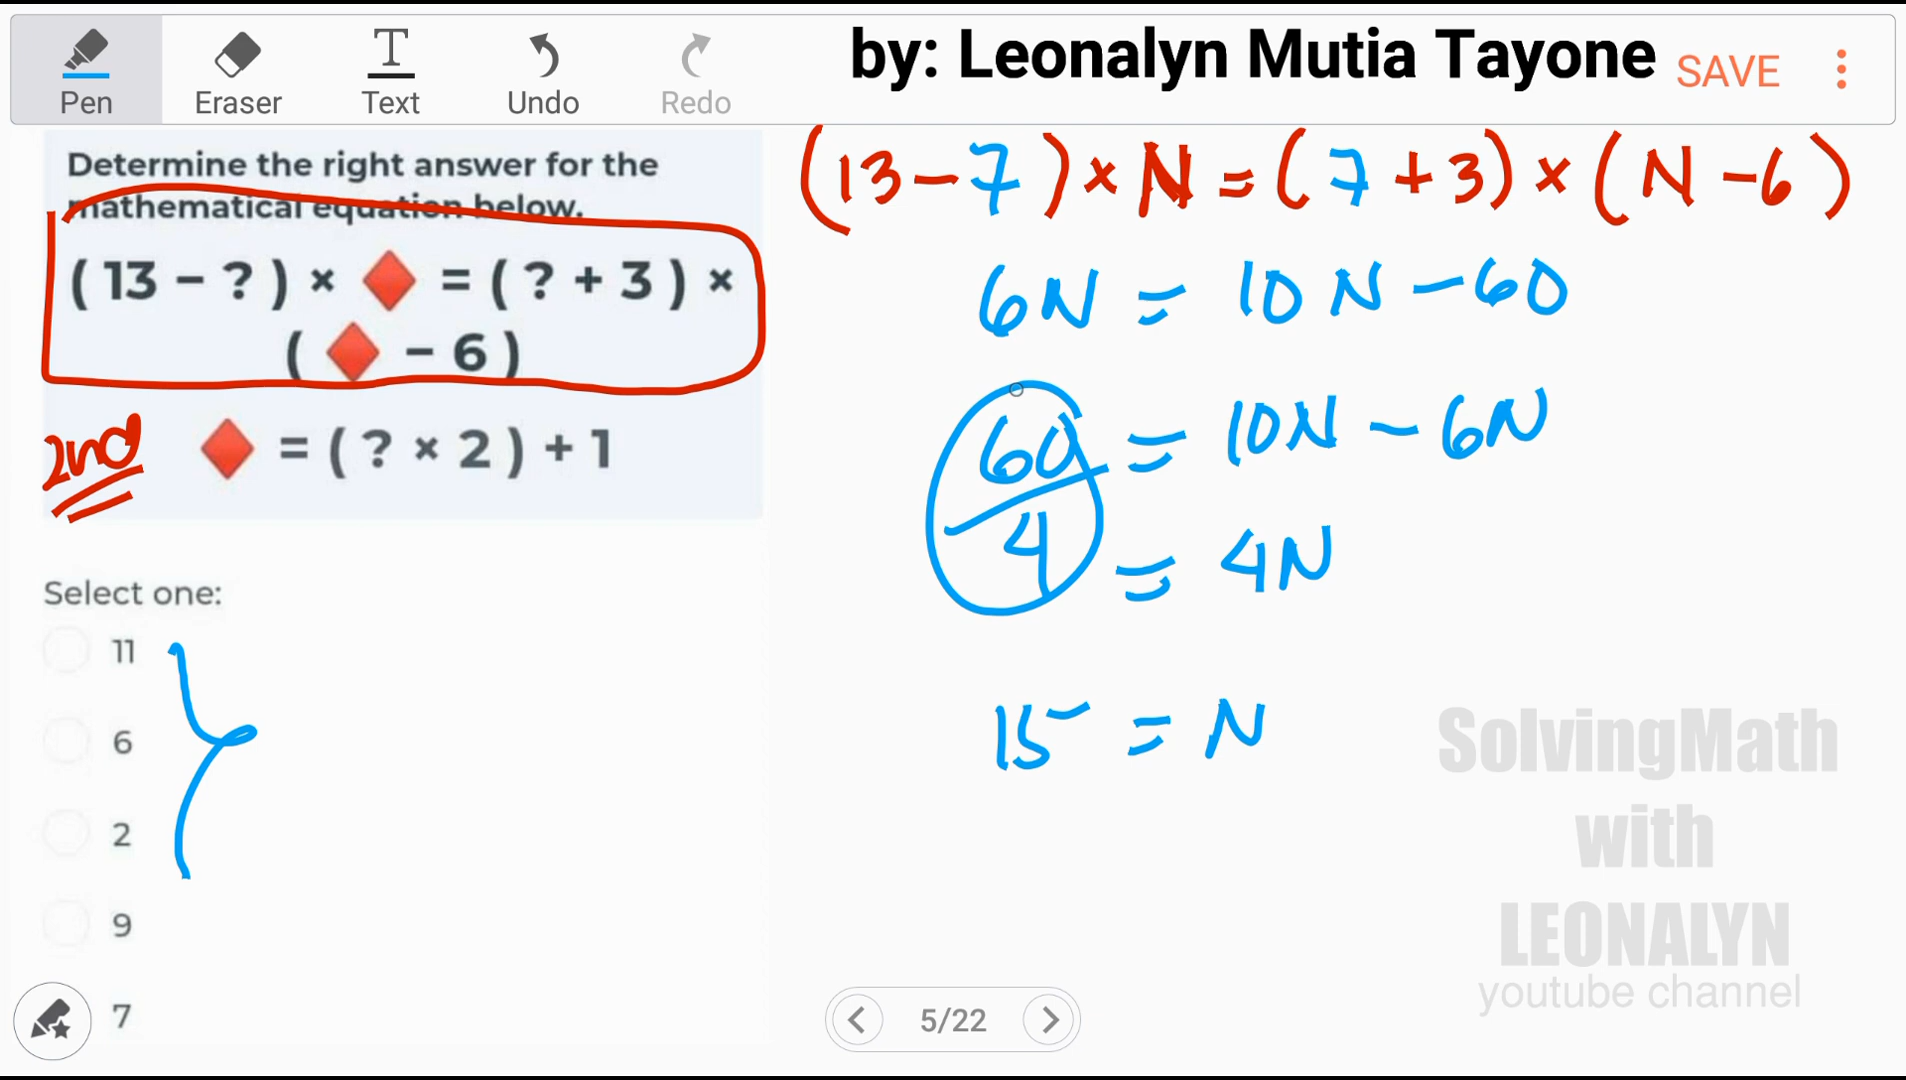 Pen
Eraser
Text
Undo
Redo
by: Leonalyn Mutia Tayone
SAVE
Determine the right answer for the
mathematical equation below.
( 13 − ? ) × ♦ = ( ? + 3 ) ×
( ♦ − 6 )
2nd
♦ = ( ? × 2 ) + 1
Select one:
11
6
2
9
7
(13-7)×N=(7+3)×(N-6)
6N = 10N-60
60 = 10N-6N
4 = 4N
15 = N
5/22
SolvingMath
with
LEONALYN
youtube channel